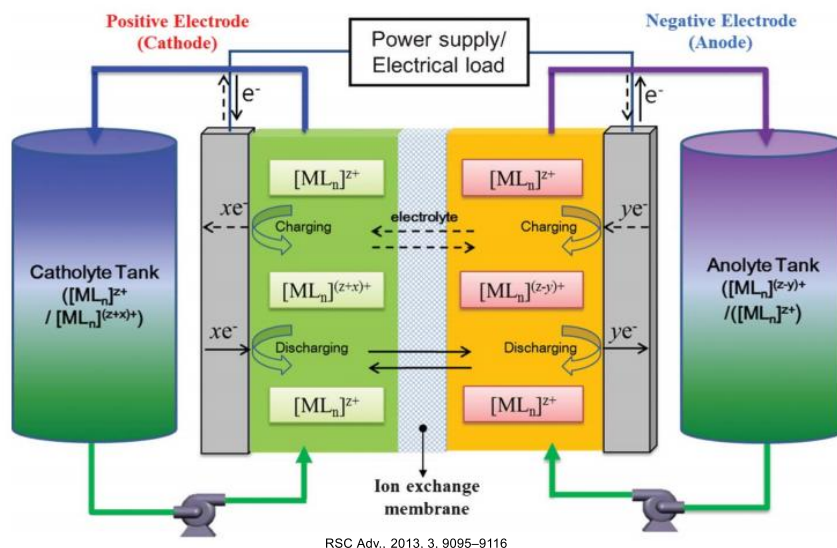 Positive Electrode
(Cathode)
Power supply/
Electrical load
Negative Electrode
(Anode)
e-
e-
[MLₙ]ᶻ⁺
[MLₙ]ᶻ⁺
xe-
Charging
electrolyte
Charging
ye-
Catholyte Tank
([MLₙ]ᶻ⁺
/ [MLₙ]⁽ᶻ⁺ˣ⁾⁺)
[MLₙ]⁽ᶻ⁺ˣ⁾⁺
[MLₙ]⁽ᶻ⁻ʸ⁾⁺
Anolyte Tank
([MLₙ]⁽ᶻ⁻ʸ⁾⁺
/([MLₙ]ᶻ⁺)
xe-
Discharging
Discharging
ye-
[MLₙ]ᶻ⁺
[MLₙ]ᶻ⁺
Ion exchange
membrane
RSC Adv., 2013, 3, 9095–9116